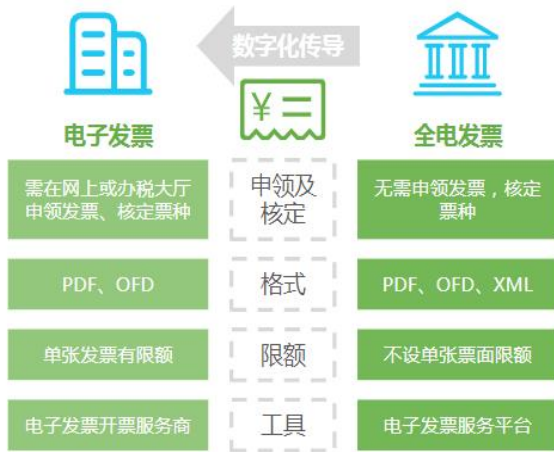 数字化传导
¥
电子发票
全电发票
需在网上或办税大厅
申领发票、核定票种
申领及
核定
无需申领发票，核定
票种
PDF、OFD
格式
PDF、OFD、XML
单张发票有限额
限额
不设单张票面限额
电子发票开票服务商
工具
电子发票服务平台